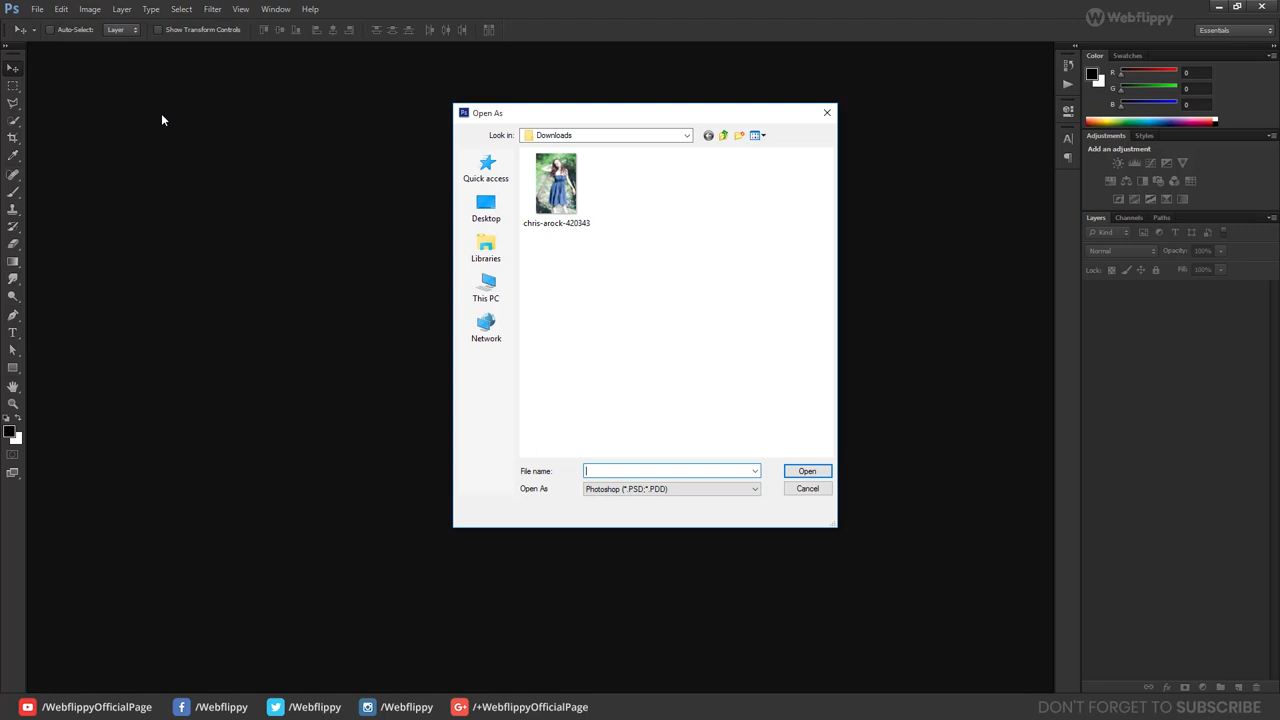 Ps File Edit Image Layer Type Select Filter View Window Help
Webflippy
Auto-Select: Layer Show Transform Controls Essentials
Color Swatches
R 0
G 0
B 0
Adjustments Styles
Add an adjustment
Layers Channels Paths
Kind
Normal Opacity: 100%
Lock: Fill: 100%
Ps Open As
Look in: Downloads
Quick access
Desktop
Libraries
This PC
Network
chris-arock-420343
File name: Open
Open As Photoshop (*.PSD;*.PDD) Cancel
/WebflippyOfficialPage /Webflippy /Webflippy /Webflippy /+WebflippyOfficialPage DON'T FORGET TO SUBSCRIBE